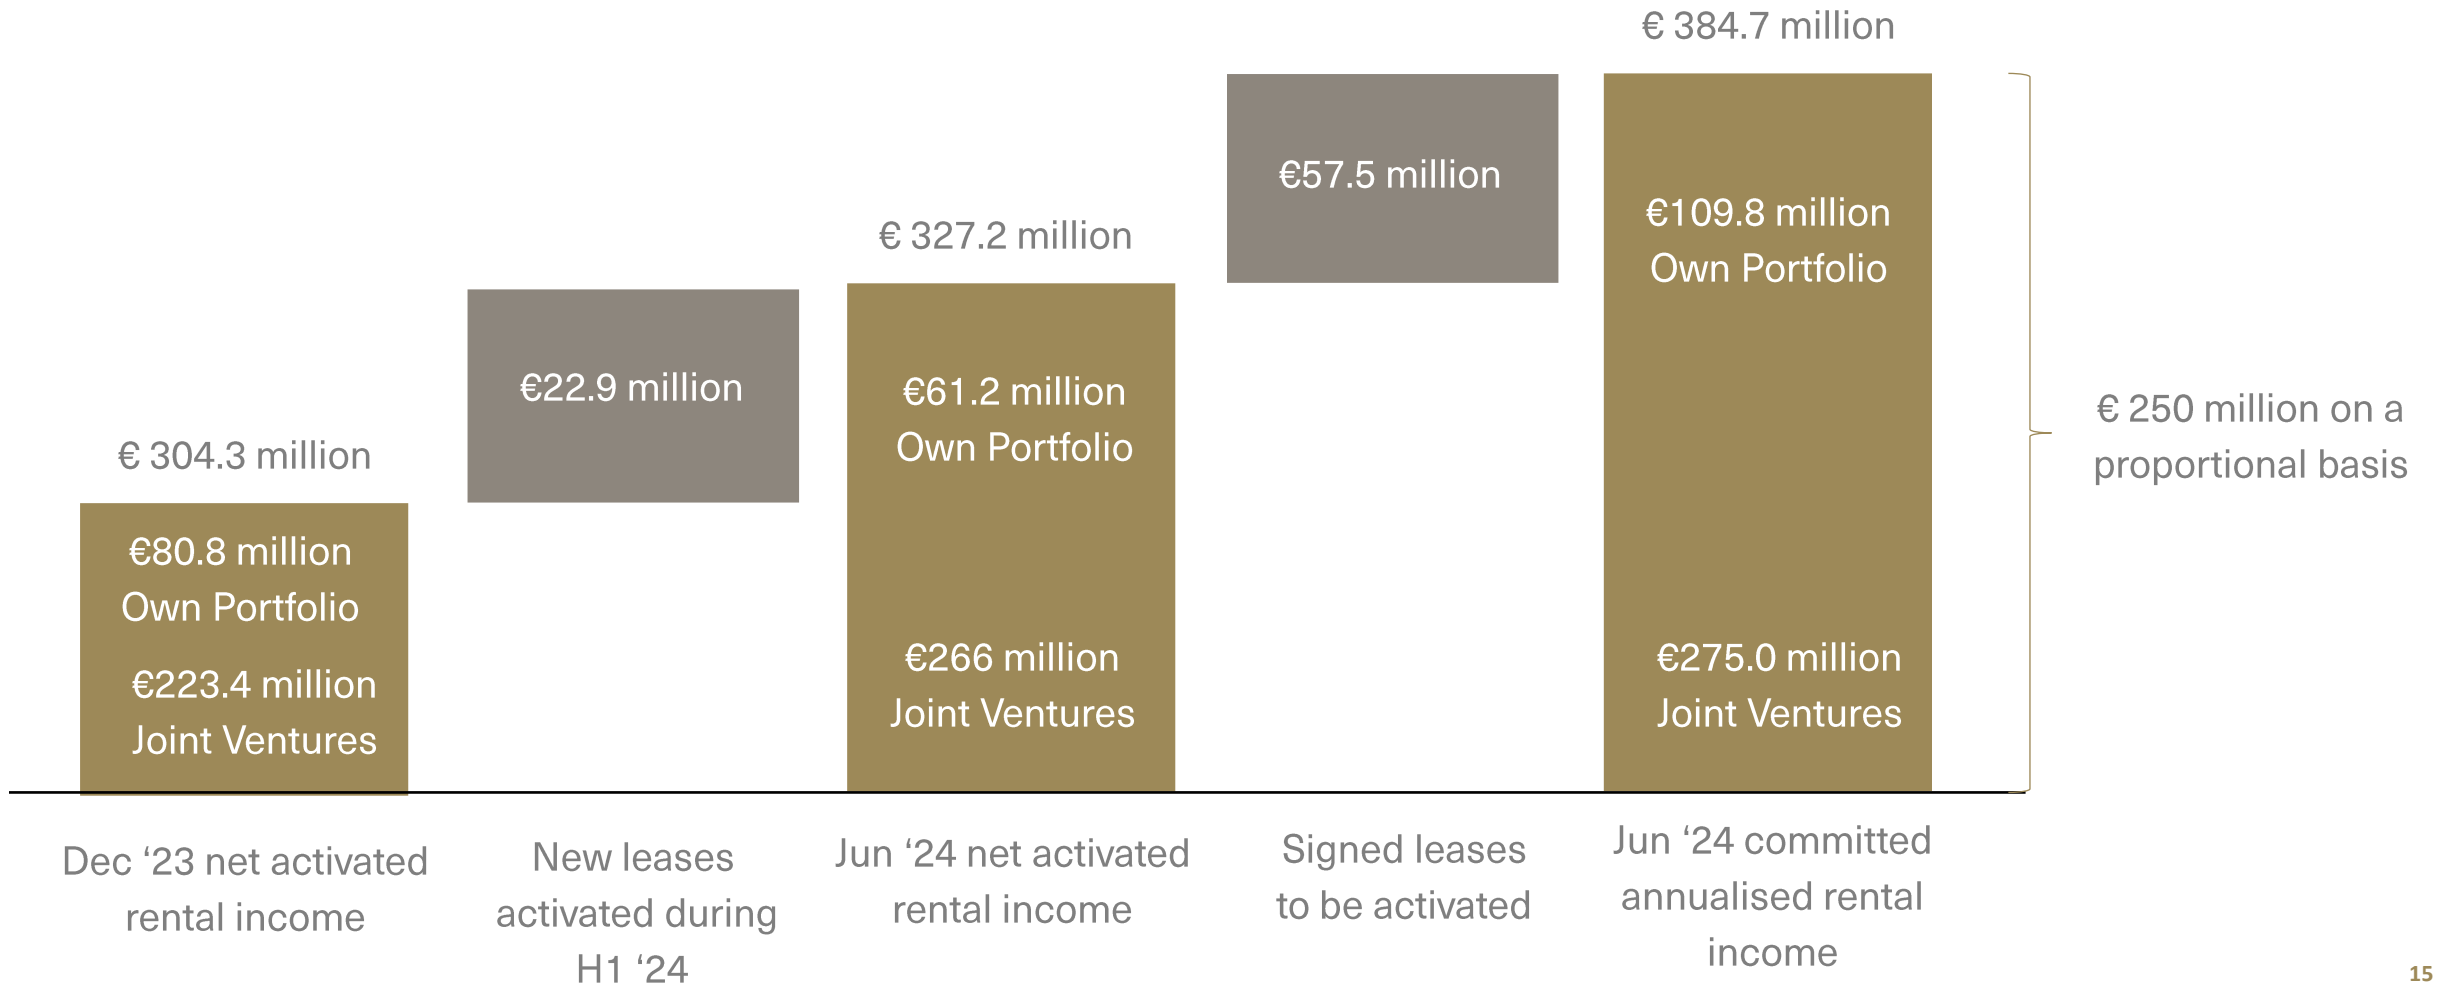 € 304.3 million
€80.8 million
Own Portfolio
€223.4 million
Joint Ventures
Dec ‘23 net activated
rental income
€22.9 million
New leases
activated during
H1 ‘24
€ 327.2 million
€61.2 million
Own Portfolio
€266 million
Joint Ventures
Jun ‘24 net activated
rental income
€57.5 million
Signed leases
to be activated
€ 384.7 million
€109.8 million
Own Portfolio
€275.0 million
Joint Ventures
Jun ‘24 committed
annualised rental
income
€ 250 million on a
proportional basis
15